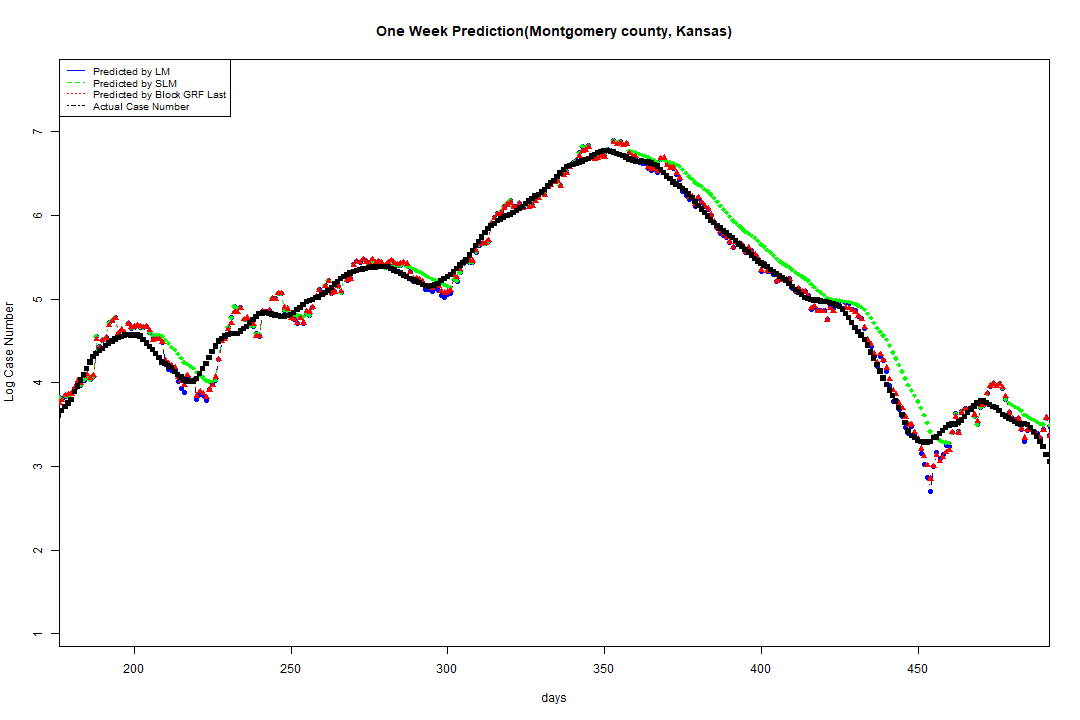 One Week Prediction(Montgomery county, Kansas)
Predicted by LM
Predicted by SLM
Predicted by Block GRF Last
Actual Case Number
Log Case Number
7
6
5
4
3
2
1
200 250 300 350 400 450
days